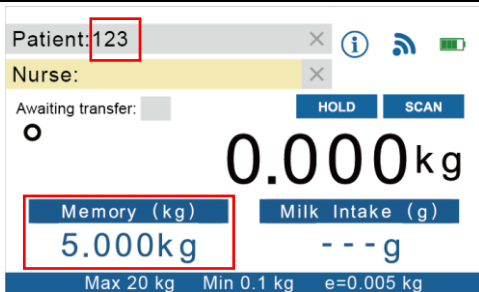 Patient:123
Nurse:
Awaiting transfer:
HOLD SCAN
0.000kg
Memory (kg) Milk Intake (g)
5.000kg ---g
Max 20 kg Min 0.1 kg e=0.005 kg